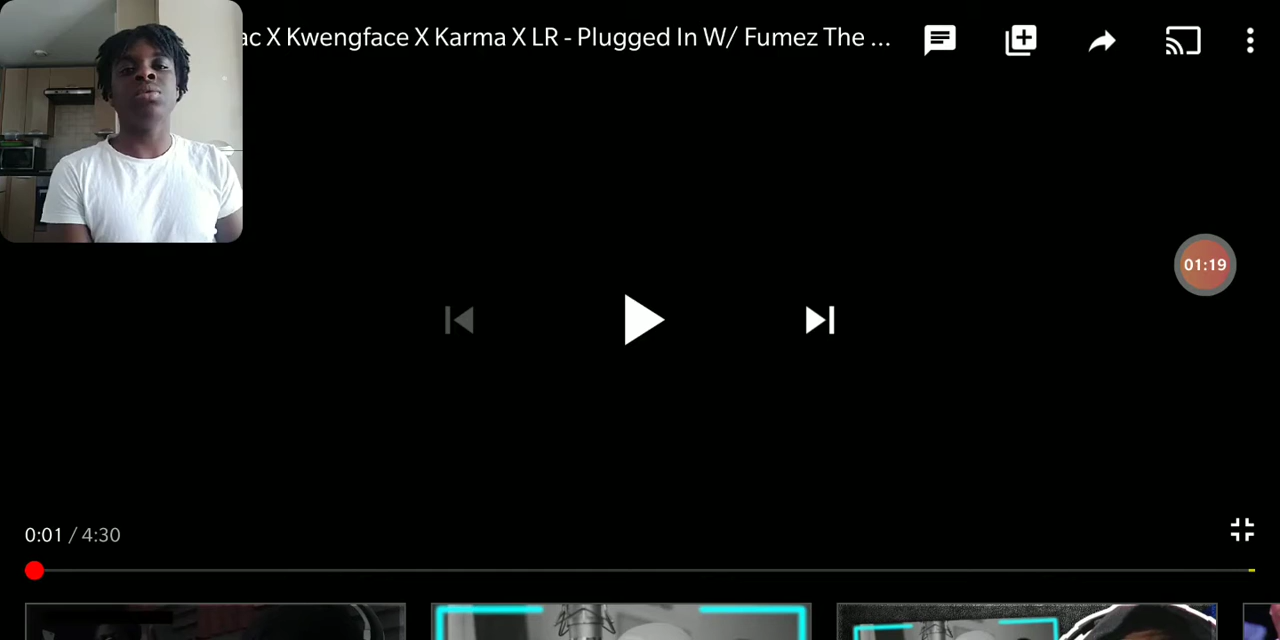 ac X Kwengface X Karma X LR - Plugged In W/ Fumez The ...
01:19
0:01 / 4:30